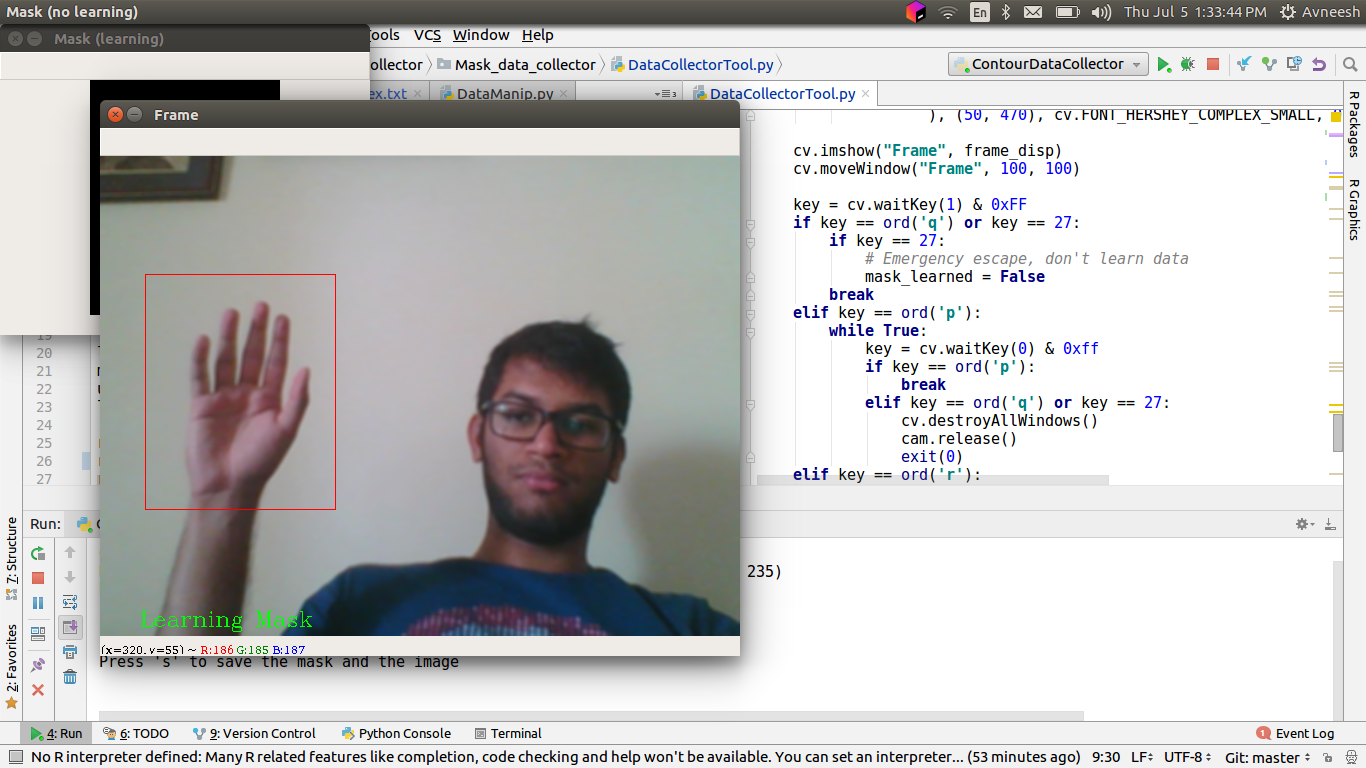 Mask (no learning)
En
Thu Jul 5 1:33:44 PM
Avneesh
Mask (learning)
ools VCS Window Help
ollector
Mask_data_collector
DataCollectorTool.py
ContourDataCollector
ex.txt
DataManip.py
3
DataCollectorTool.py
Frame
), (50, 470), cv.FONT_HERSHEY_COMPLEX_SMALL,
cv.imshow("Frame", frame_disp)
cv.moveWindow("Frame", 100, 100)
key = cv.waitKey(1) & 0xFF
if key == ord('q') or key == 27:
if key == 27:
# Emergency escape, don't learn data
mask_learned = False
break
elif key == ord('p'):
while True:
key = cv.waitKey(0) & 0xff
if key == ord('p'):
break
elif key == ord('q') or key == 27:
cv.destroyAllWindows()
cam.release()
exit(0)
elif key == ord('r'):
R Packages
R Graphics
19
20
21
22
23
24
25
26
27
Run:
7: Structure
2: Favorites
235)
Learning Mask
(x=320, y=55) ~ R:186 G:185 B:187
Press 's' to save the mask and the image
4: Run
6: TODO
9: Version Control
Python Console
Terminal
1 Event Log
No R interpreter defined: Many R related features like completion, code checking and help won't be available. You can set an interpreter... (53 minutes ago)
9:30
LF
UTF-8
Git: master